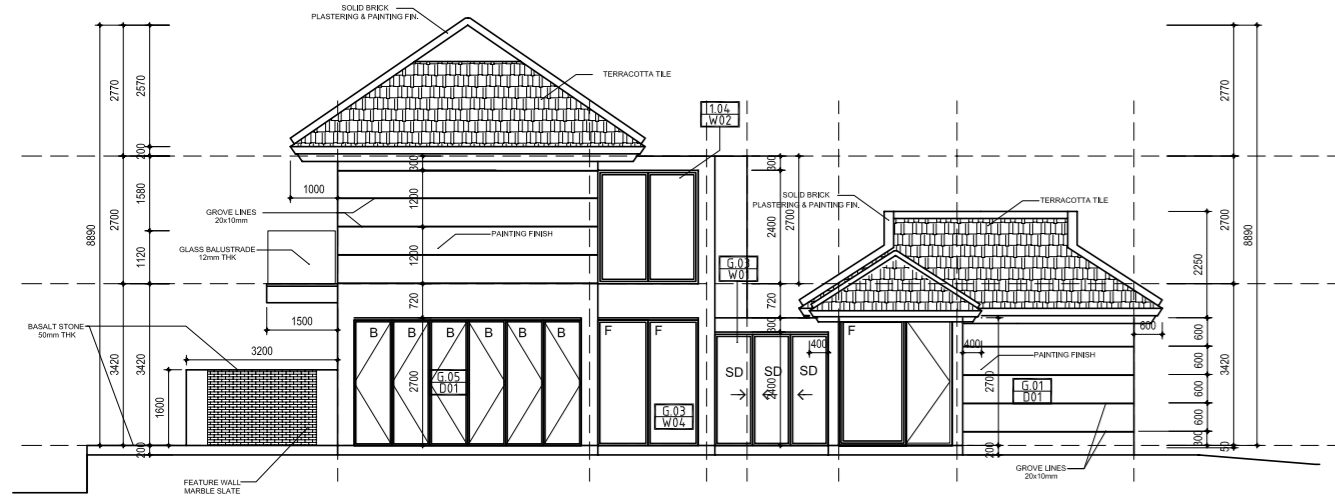 SOLID BRICK
PLASTERING & PAINTING FIN.
TERRACOTTA TILE
1.04
W02
2770
2570
200
8890
2700
1580
1120
3420
3420
200
1000
GROVE LINES
20x10mm
PAINTING FINISH
GLASS BALUSTRADE
12mm THK
1500
BASALT STONE
50mm THK
3200
1600
FEATURE WALL
MARBLE SLATE
300
1200
1200
720
2700
B B B B B B
G.05
D01
F F
G.03
W04
300
2400
2700
720
300
2400
G.03
SD SD SD
400
SOLID BRICK
PLASTERING & PAINTING FIN.
TERRACOTTA TILE
F
400
2700
200
PAINTING FINISH
G.01
D01
600
GROVE LINES
20x10mm
2250
600
600
600
600
300
2770
2700
3420
50
8890